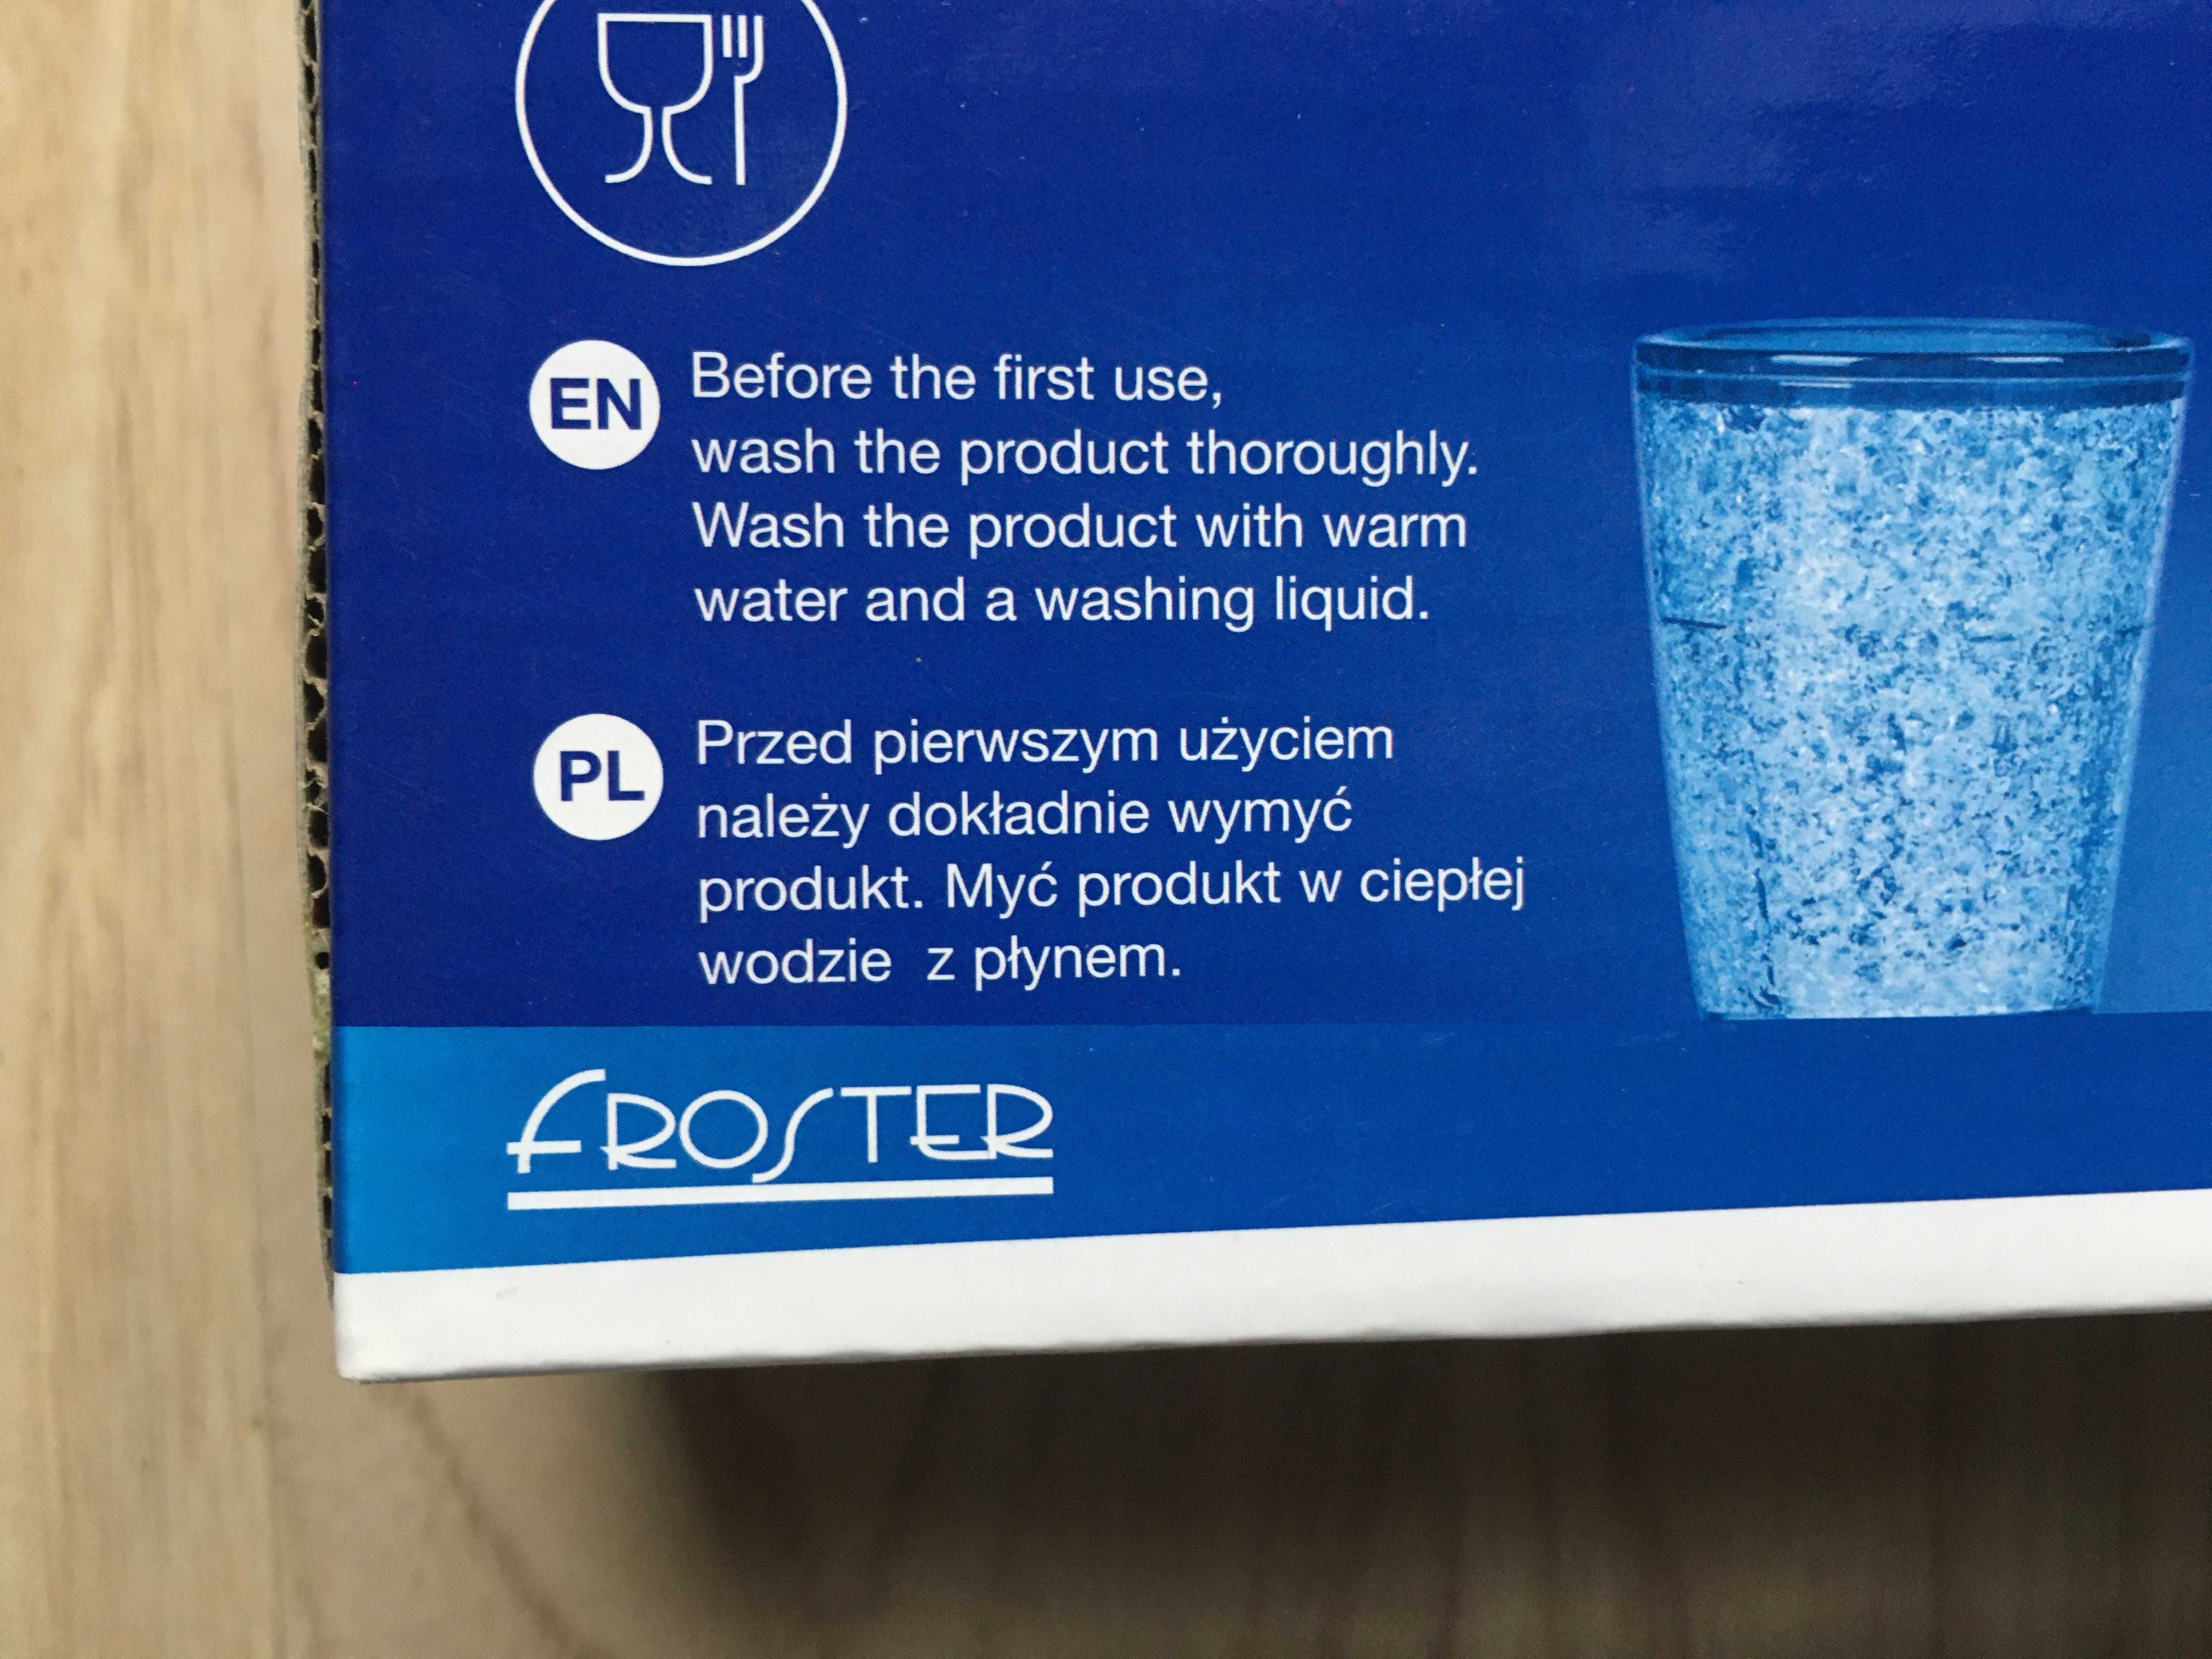 EN
Before the first use,
wash the product thoroughly.
Wash the product with warm
water and a washing liquid.
PL
Przed pierwszym użyciem
należy dokładnie wymyć
produkt. Myć produkt w ciepłej
wodzie  z płynem.
FROSTER